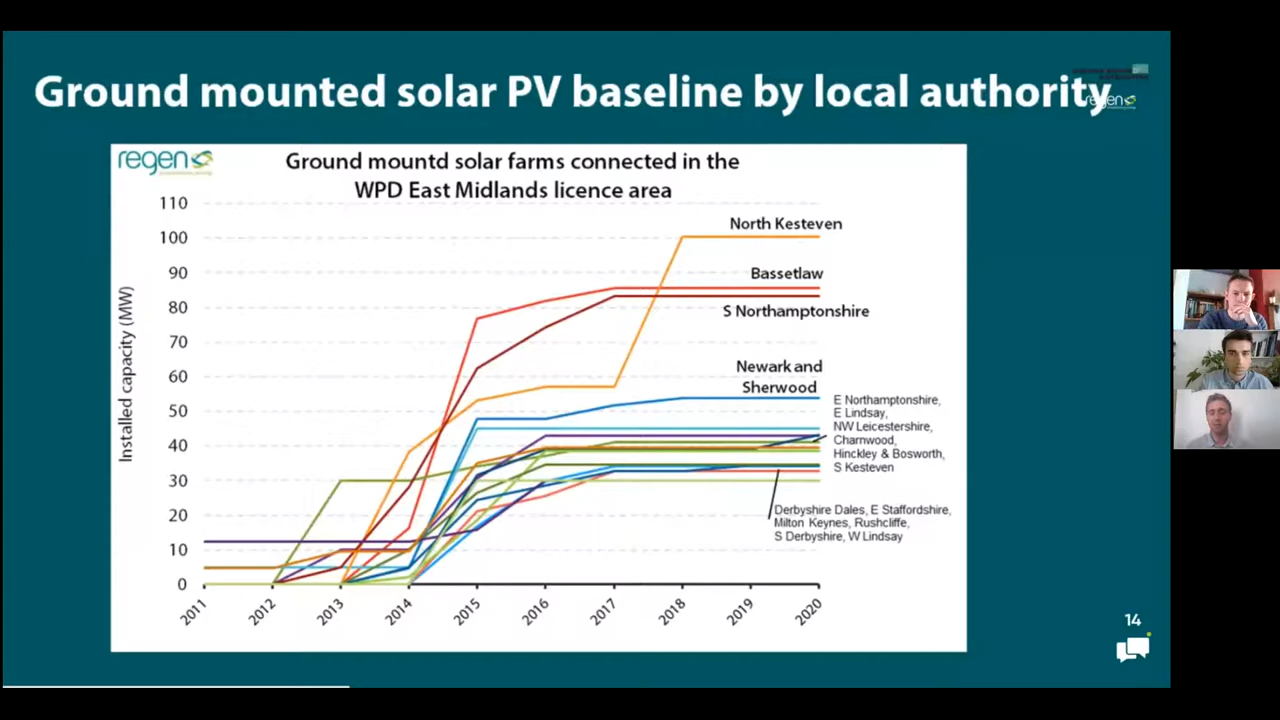 Ground mounted solar PV baseline by local authority
regen
regen
Ground mountd solar farms connected in the
WPD East Midlands licence area
Installed capacity (MW)
110
100
90
80
70
60
50
40
30
20
10
0
2011
2012
2013
2014
2015
2016
2017
2018
2019
2020
North Kesteven
Bassetlaw
S Northamptonshire
Newark and
Sherwood
E Northamptonshire,
E Lindsay,
NW Leicestershire,
Charnwood,
Hinckley & Bosworth,
S Kesteven
Derbyshire Dales, E Staffordshire,
Milton Keynes, Rushcliffe,
S Derbyshire, W Lindsay
14